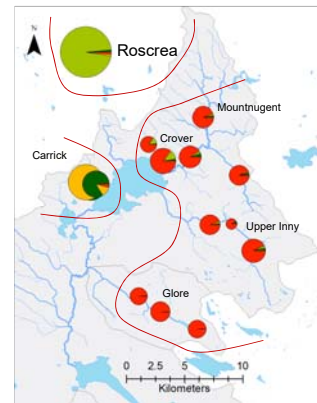 Roscrea
Mountnugent
Crover
Carrick
Upper Inny
Glore
0 2.5 5 10
Kilometers